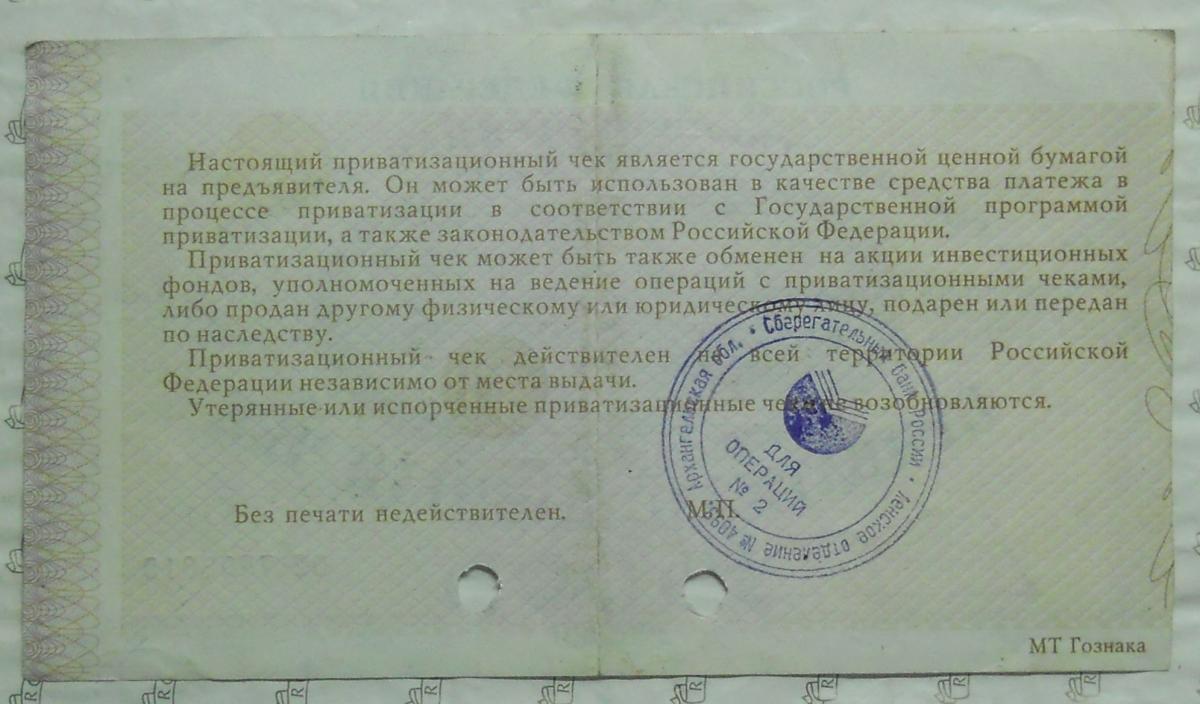 Настоящий приватизационный чек является государственной ценной бумагой
на предъявителя. Он может быть использован в качестве средства платежа в
процессе приватизации в соответствии с Государственной программой
приватизации, а также законодательством Российской Федерации.
Приватизационный чек может быть также обменен на акции инвестиционных
фондов, уполномоченных на ведение операций с приватизационными чеками,
либо продан другому физическому или юридическому лицу, подарен или передан
по наследству.
Приватизационный чек действителен на всей территории Российской
Федерации независимо от места выдачи.
Утерянные или испорченные приватизационные чеки не возобновляются.
Архангельская обл. • Сберегательный банк России • Ленское отделение №
ДЛЯ
ОПЕРАЦИЙ
№ 2
Без печати недействителен.
М.П.
МТ Гознака